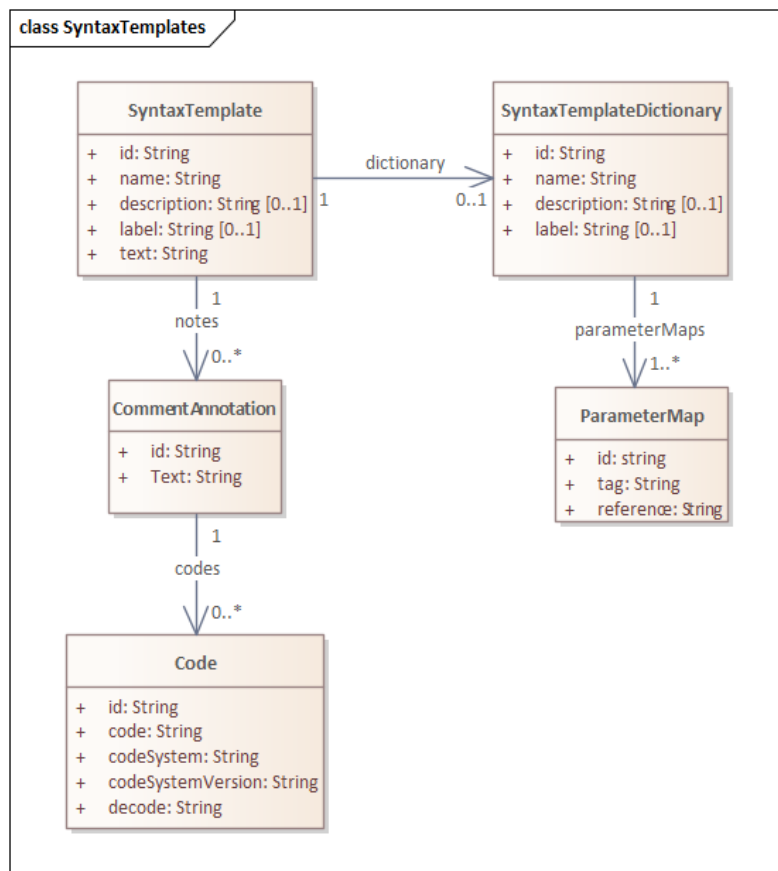 class SyntaxTemplates
SyntaxTemplate
+ id: String
+ name: String
+ description: String [0..1]
+ label: String [0..1]
+ text: String
dictionary
1
0..1
SyntaxTemplateDictionary
+ id: String
+ name: String
+ description: String [0..1]
+ label: String [0..1]
1
notes
0..*
1
parameterMaps
1..*
CommentAnnotation
+ id: String
+ Text: String
ParameterMap
+ id: string
+ tag: String
+ reference: String
1
codes
0..*
Code
+ id: String
+ code: String
+ codeSystem: String
+ codeSystemVersion: String
+ decode: String